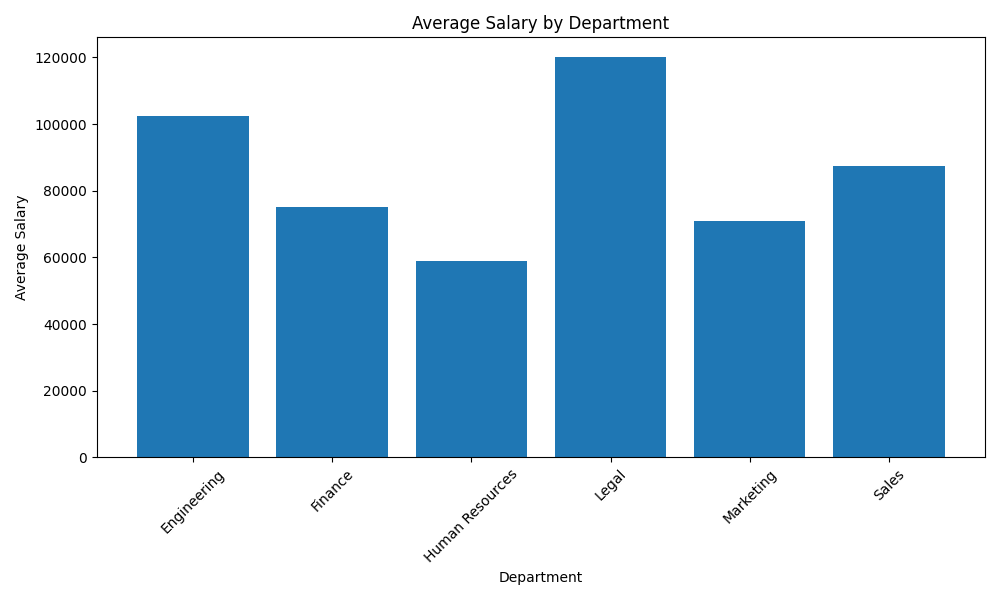 Average Salary by Department
Average Salary
120000
100000
80000
60000
40000
20000
0
Engineering
Finance
Human Resources
Legal
Marketing
Sales
Department